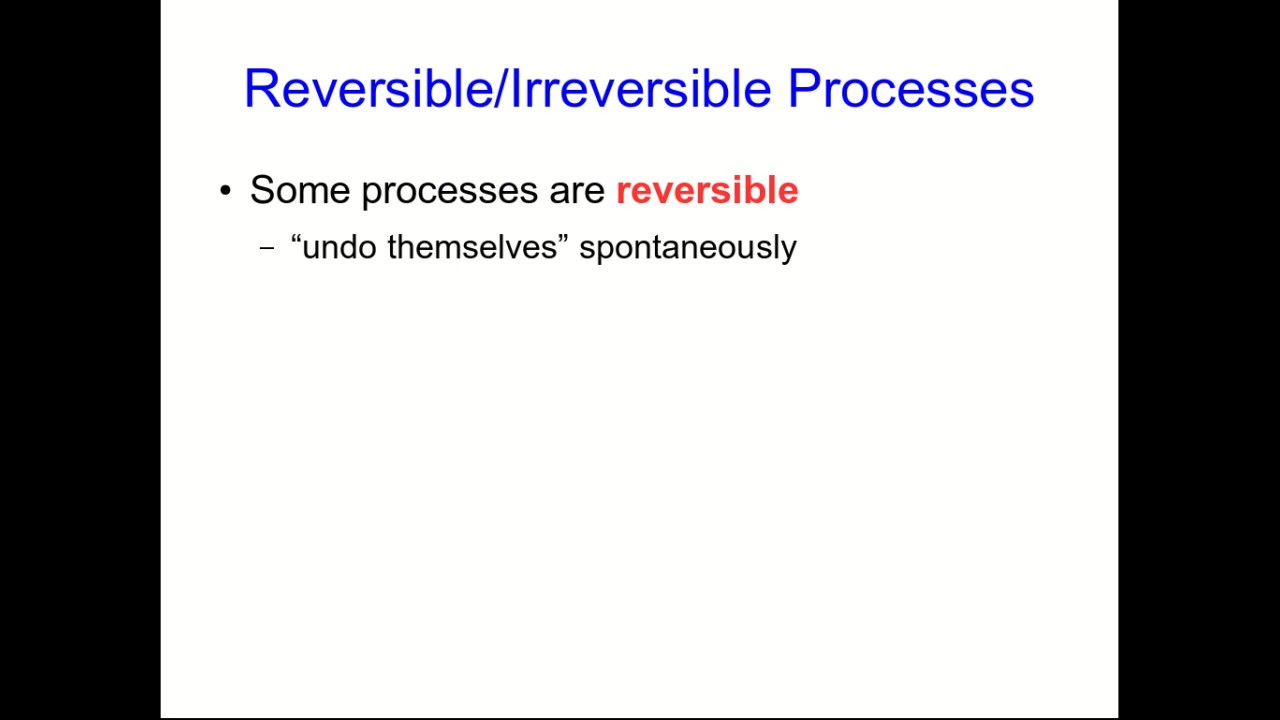 Reversible/Irreversible Processes
• Some processes are reversible
– “undo themselves” spontaneously